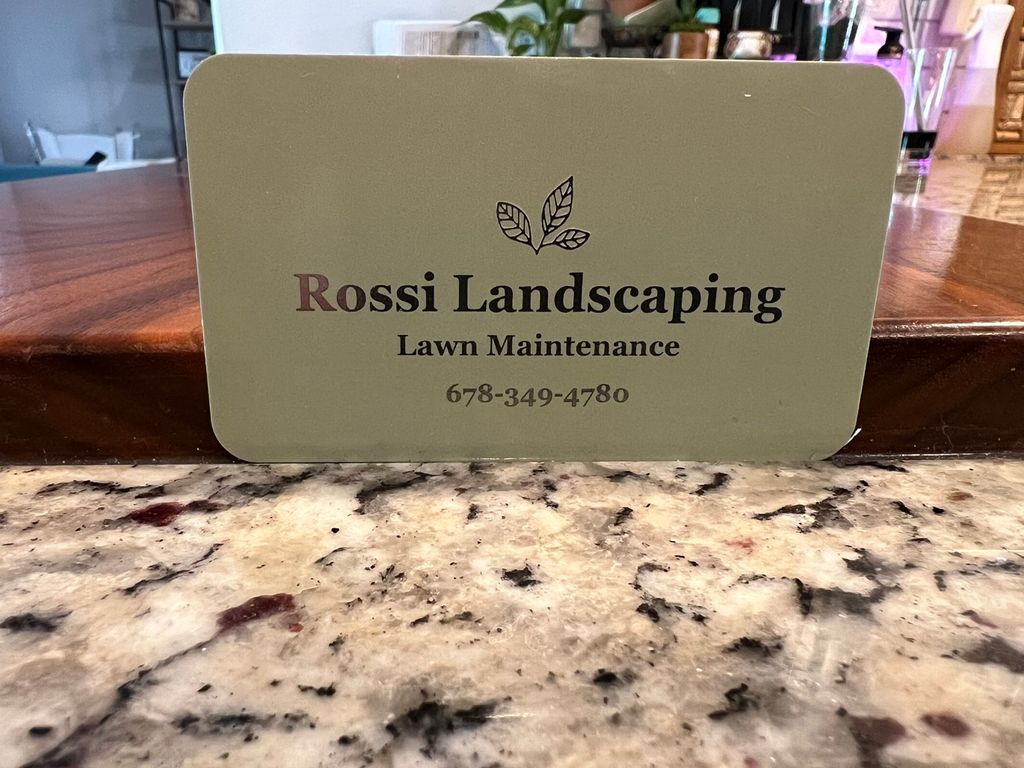 Rossi Landscaping
Lawn Maintenance
678-349-4780